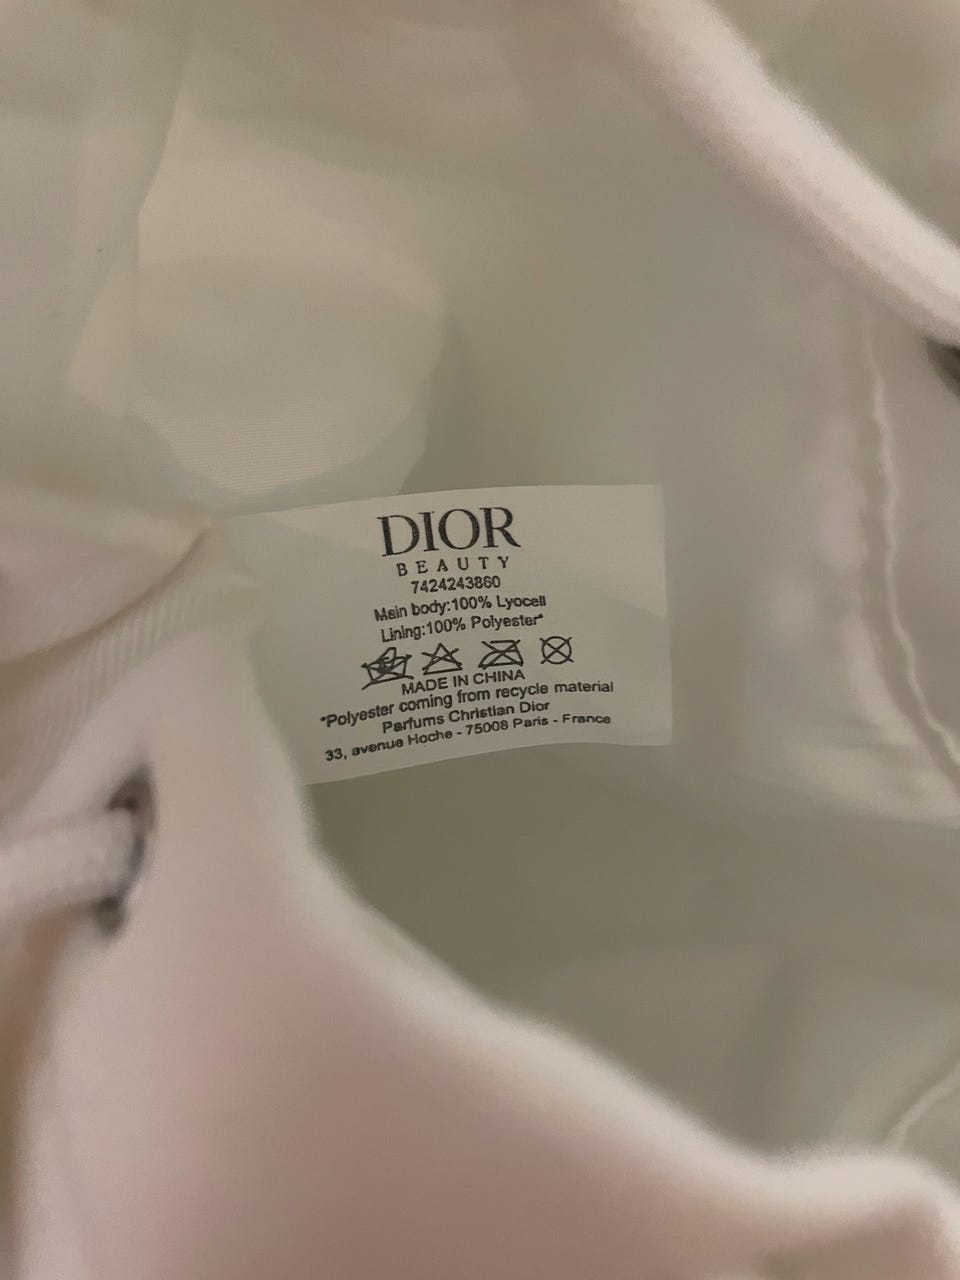 DIOR
BEAUTY
7424243860
Main body:100% Lyocell
Lining:100% Polyester*
MADE IN CHINA
*Polyester coming from recycle material
Parfums Christian Dior
33, avenue Hoche - 75008 Paris - France